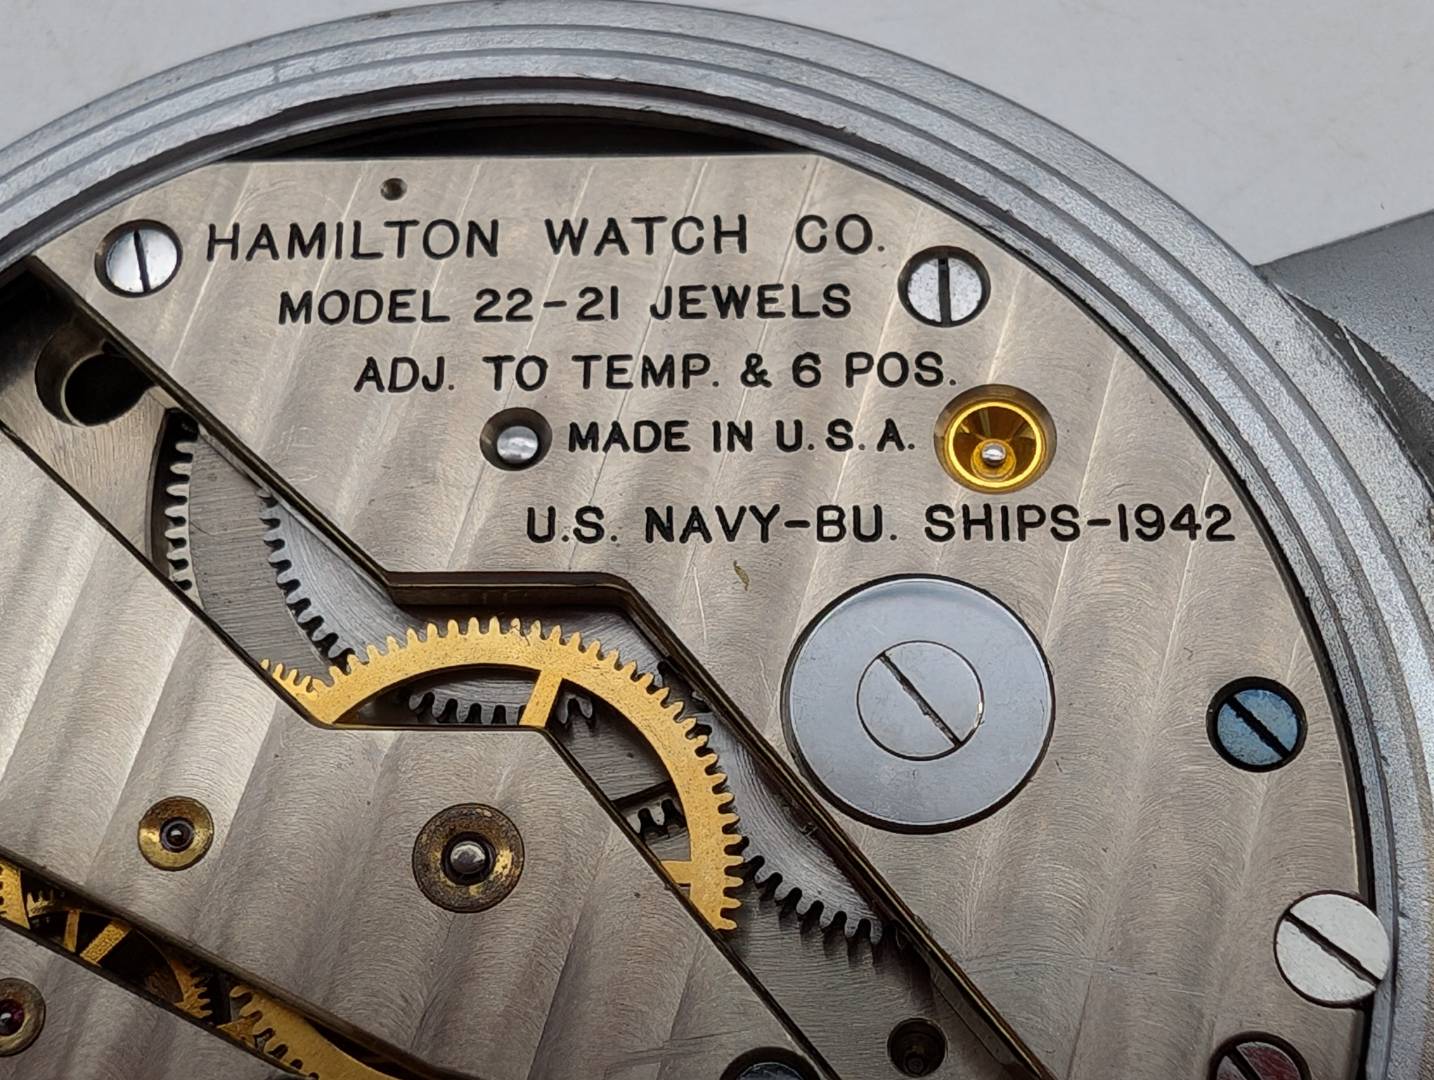 HAMILTON WATCH CO.
MODEL 22-21 JEWELS
ADJ. TO TEMP. & 6 POS.
MADE IN U.S.A.
U.S. NAVY-BU. SHIPS-1942